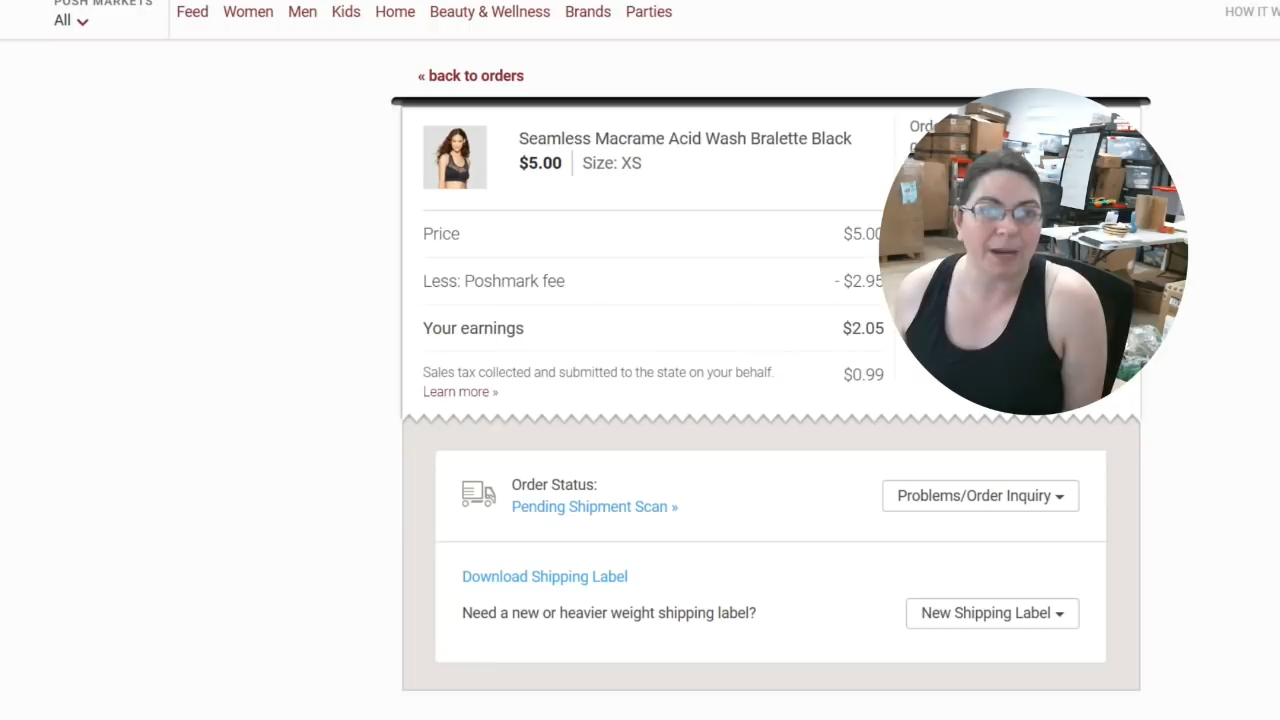 POSH MARKETS
All
Feed Women Men Kids Home Beauty & Wellness Brands Parties
HOW IT W
« back to orders
Seamless Macrame Acid Wash Bralette Black
$5.00 Size: XS
Ord
Price $5.00
Less: Poshmark fee - $2.95
Your earnings $2.05
Sales tax collected and submitted to the state on your behalf. $0.99
Learn more »
Order Status:
Pending Shipment Scan »
Problems/Order Inquiry
Download Shipping Label
Need a new or heavier weight shipping label?
New Shipping Label